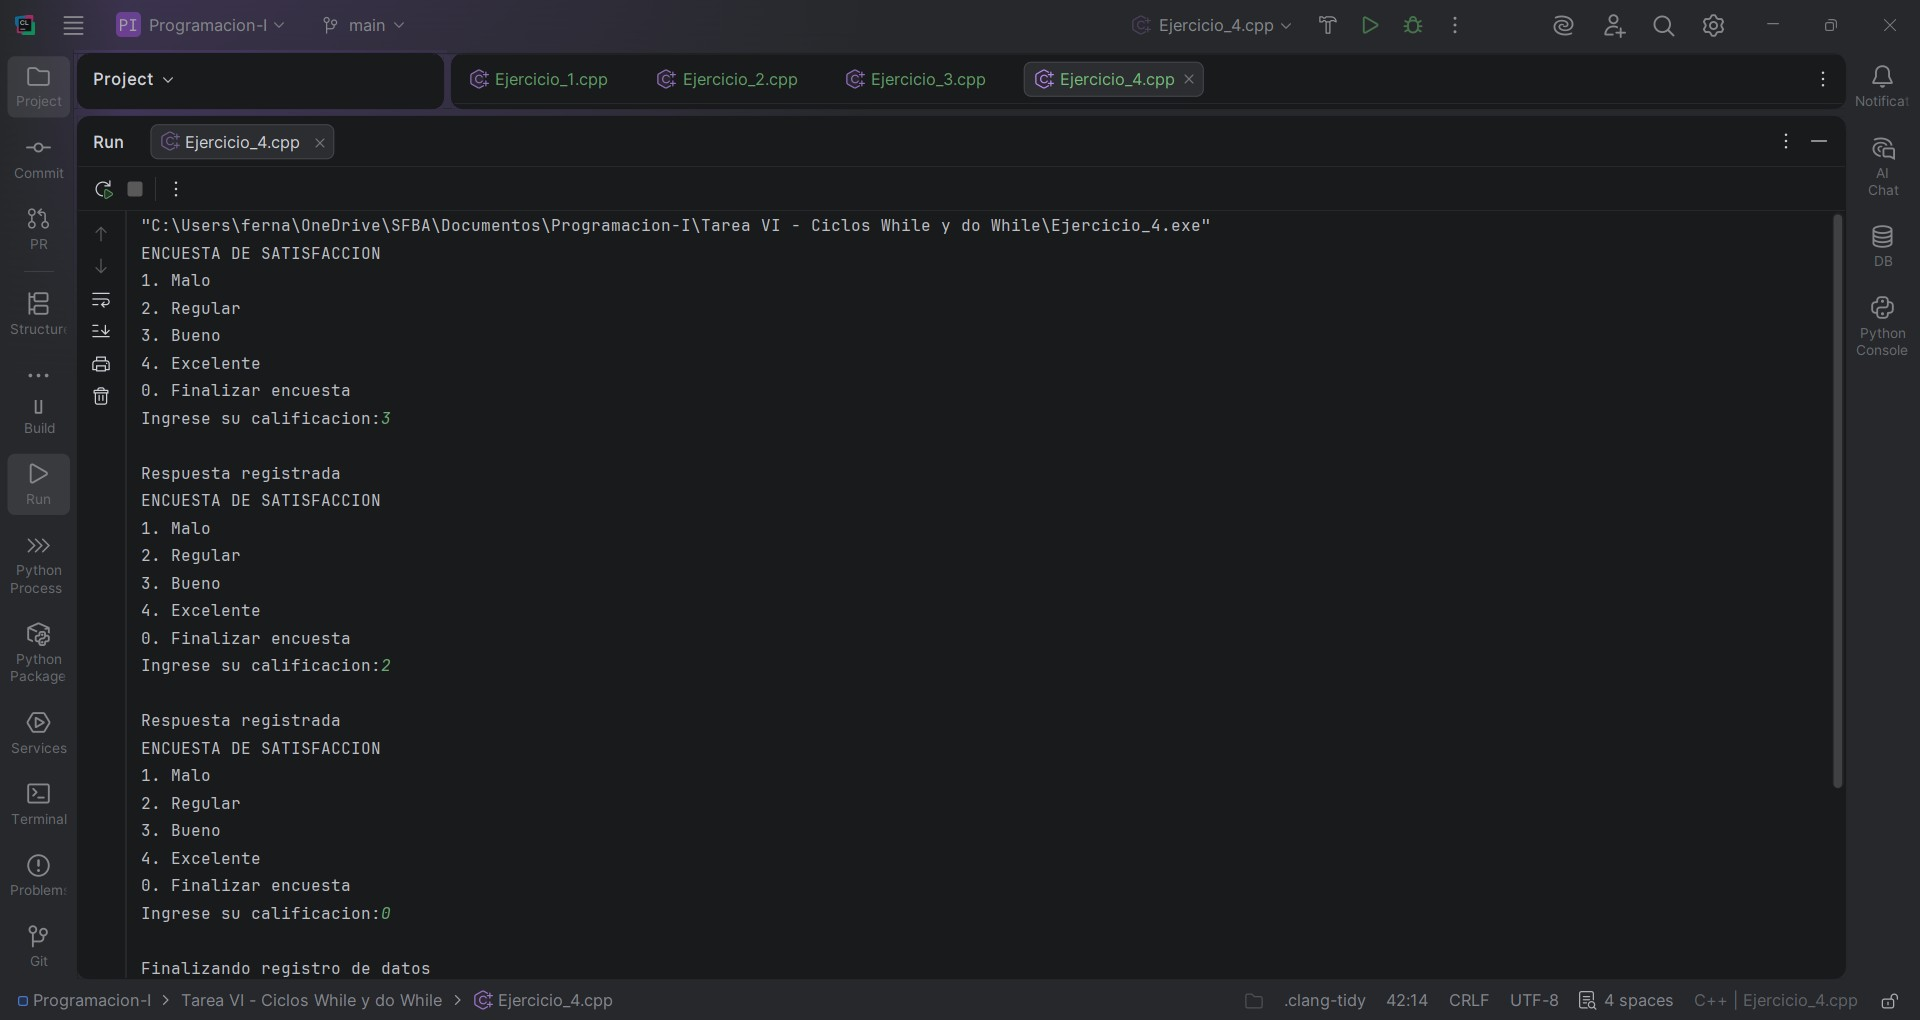 PI Programacion-I main Ejercicio_4.cpp
Project Ejercicio_1.cpp Ejercicio_2.cpp Ejercicio_3.cpp Ejercicio_4.cpp
Project
Notificat
Run Ejercicio_4.cpp
Commit
AI
Chat
PR
DB
Structur
Python
Console
Build
Run
Python
Process
Python
Package
Services
Terminal
Problem
Git
"C:\Users\ferna\OneDrive\SFBA\Documentos\Programacion-I\Tarea VI - Ciclos While y do While\Ejercicio_4.exe"
ENCUESTA DE SATISFACCION
1. Malo
2. Regular
3. Bueno
4. Excelente
0. Finalizar encuesta
Ingrese su calificacion:3
Respuesta registrada
ENCUESTA DE SATISFACCION
1. Malo
2. Regular
3. Bueno
4. Excelente
0. Finalizar encuesta
Ingrese su calificacion:2
Respuesta registrada
ENCUESTA DE SATISFACCION
1. Malo
2. Regular
3. Bueno
4. Excelente
0. Finalizar encuesta
Ingrese su calificacion:0
Finalizando registro de datos
Programacion-I > Tarea VI - Ciclos While y do While > Ejercicio_4.cpp .clang-tidy 42:14 CRLF UTF-8 4 spaces C++ | Ejercicio_4.cpp